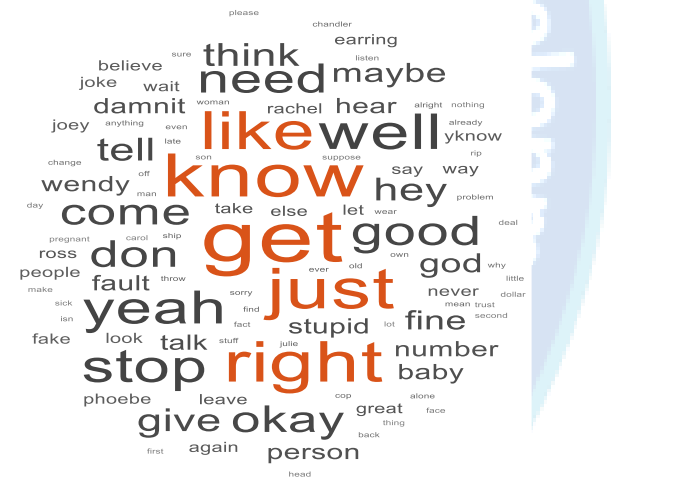 please
chandler
earring
sure think listen
believe
need maybe
joke wait
damnit woman rachel hear alright nothing
joey anything even like well already
yknow
late
tell son suppose rip
change
off know say way
wendy man hey problem
day come take else let wear
pregnant carol ship get good deal
ross don own
god why
people ever old
fault throw just little
make sorry never dollar
sick yeah find mean trust
isn fact stupid lot fine second
fake look talk stuff julie
stop right number
baby
phoebe leave cop alone
great face
give okay thing
back
first again person
head